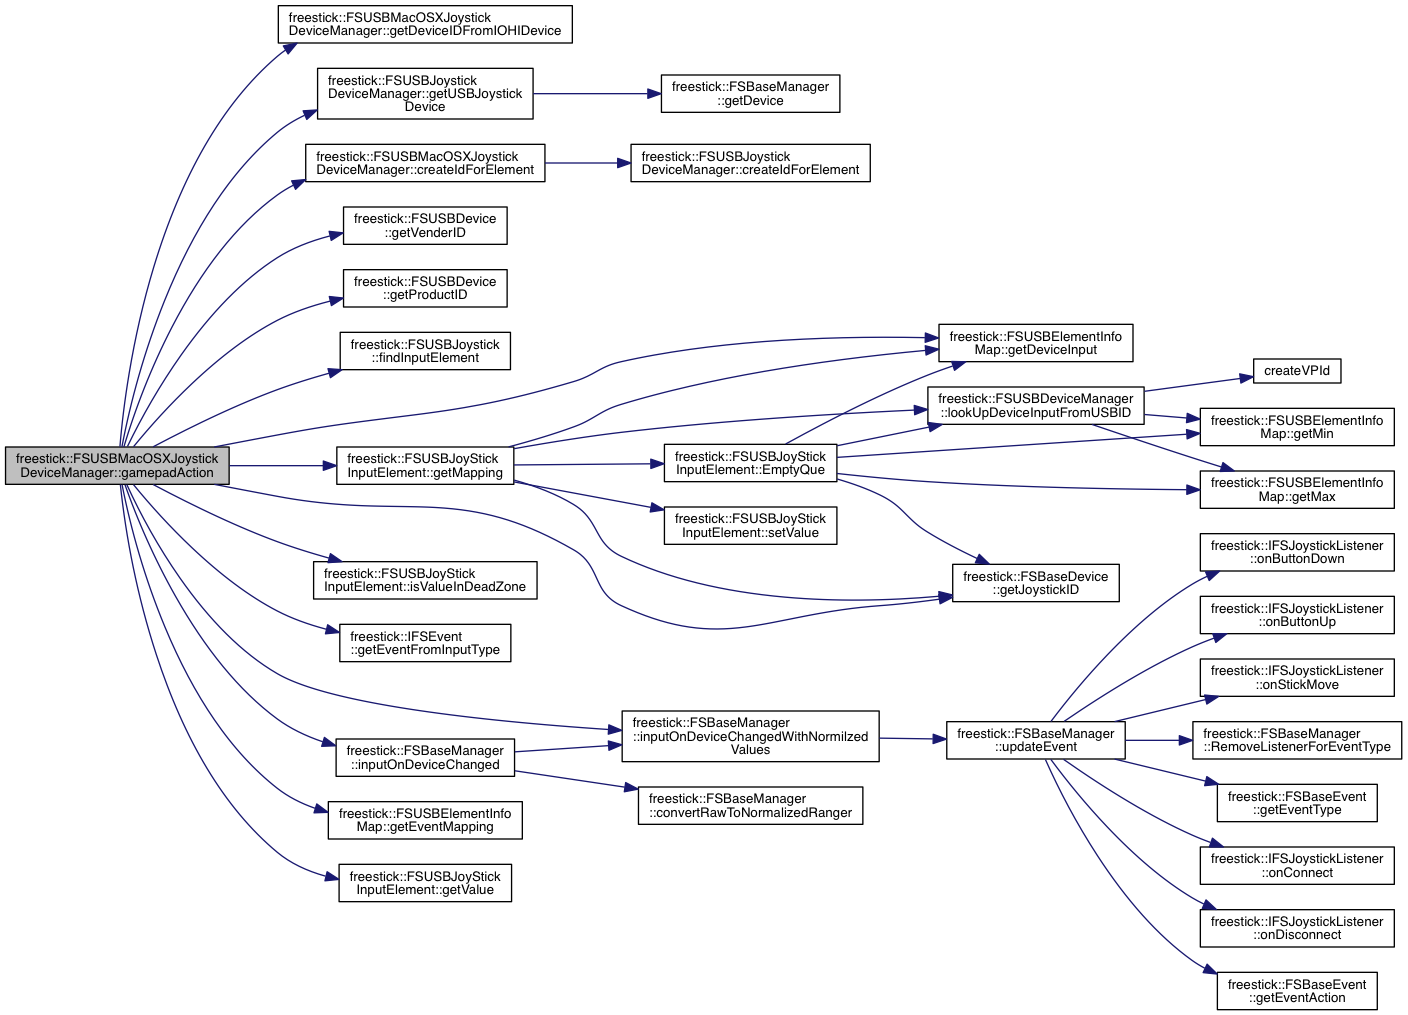 freestick::FSUSBMacOSXJoystick
DeviceManager::getDeviceIDFromIOHIDevice
freestick::FSUSBJoystick
DeviceManager::getUSBJoystick
Device
freestick::FSBaseManager
::getDevice
freestick::FSUSBMacOSXJoystick
DeviceManager::createIdForElement
freestick::FSUSBJoystick
DeviceManager::createIdForElement
freestick::FSUSBDevice
::getVenderID
freestick::FSUSBDevice
::getProductID
freestick::FSUSBJoystick
::findInputElement
freestick::FSUSBElementInfo
Map::getDeviceInput
createVPId
freestick::FSUSBDeviceManager
::lookUpDeviceInputFromUSBID
freestick::FSUSBElementInfo
Map::getMin
freestick::FSUSBMacOSXJoystick
DeviceManager::gamepadAction
freestick::FSUSBJoyStick
InputElement::getMapping
freestick::FSUSBJoyStick
InputElement::EmptyQue
freestick::FSUSBElementInfo
Map::getMax
freestick::FSUSBJoyStick
InputElement::setValue
freestick::IFSJoystickListener
::onButtonDown
freestick::FSUSBJoyStick
InputElement::isValueInDeadZone
freestick::FSBaseDevice
::getJoystickID
freestick::IFSJoystickListener
::onButtonUp
freestick::IFSEvent
::getEventFromInputType
freestick::IFSJoystickListener
::onStickMove
freestick::FSBaseManager
::inputOnDeviceChangedWithNormilzed
Values
freestick::FSBaseManager
::updateEvent
freestick::FSBaseManager
::RemoveListenerForEventType
freestick::FSBaseManager
::inputOnDeviceChanged
freestick::FSBaseManager
::convertRawToNormalizedRanger
freestick::FSBaseEvent
::getEventType
freestick::FSUSBElementInfo
Map::getEventMapping
freestick::IFSJoystickListener
::onConnect
freestick::FSUSBJoyStick
InputElement::getValue
freestick::IFSJoystickListener
::onDisconnect
freestick::FSBaseEvent
::getEventAction